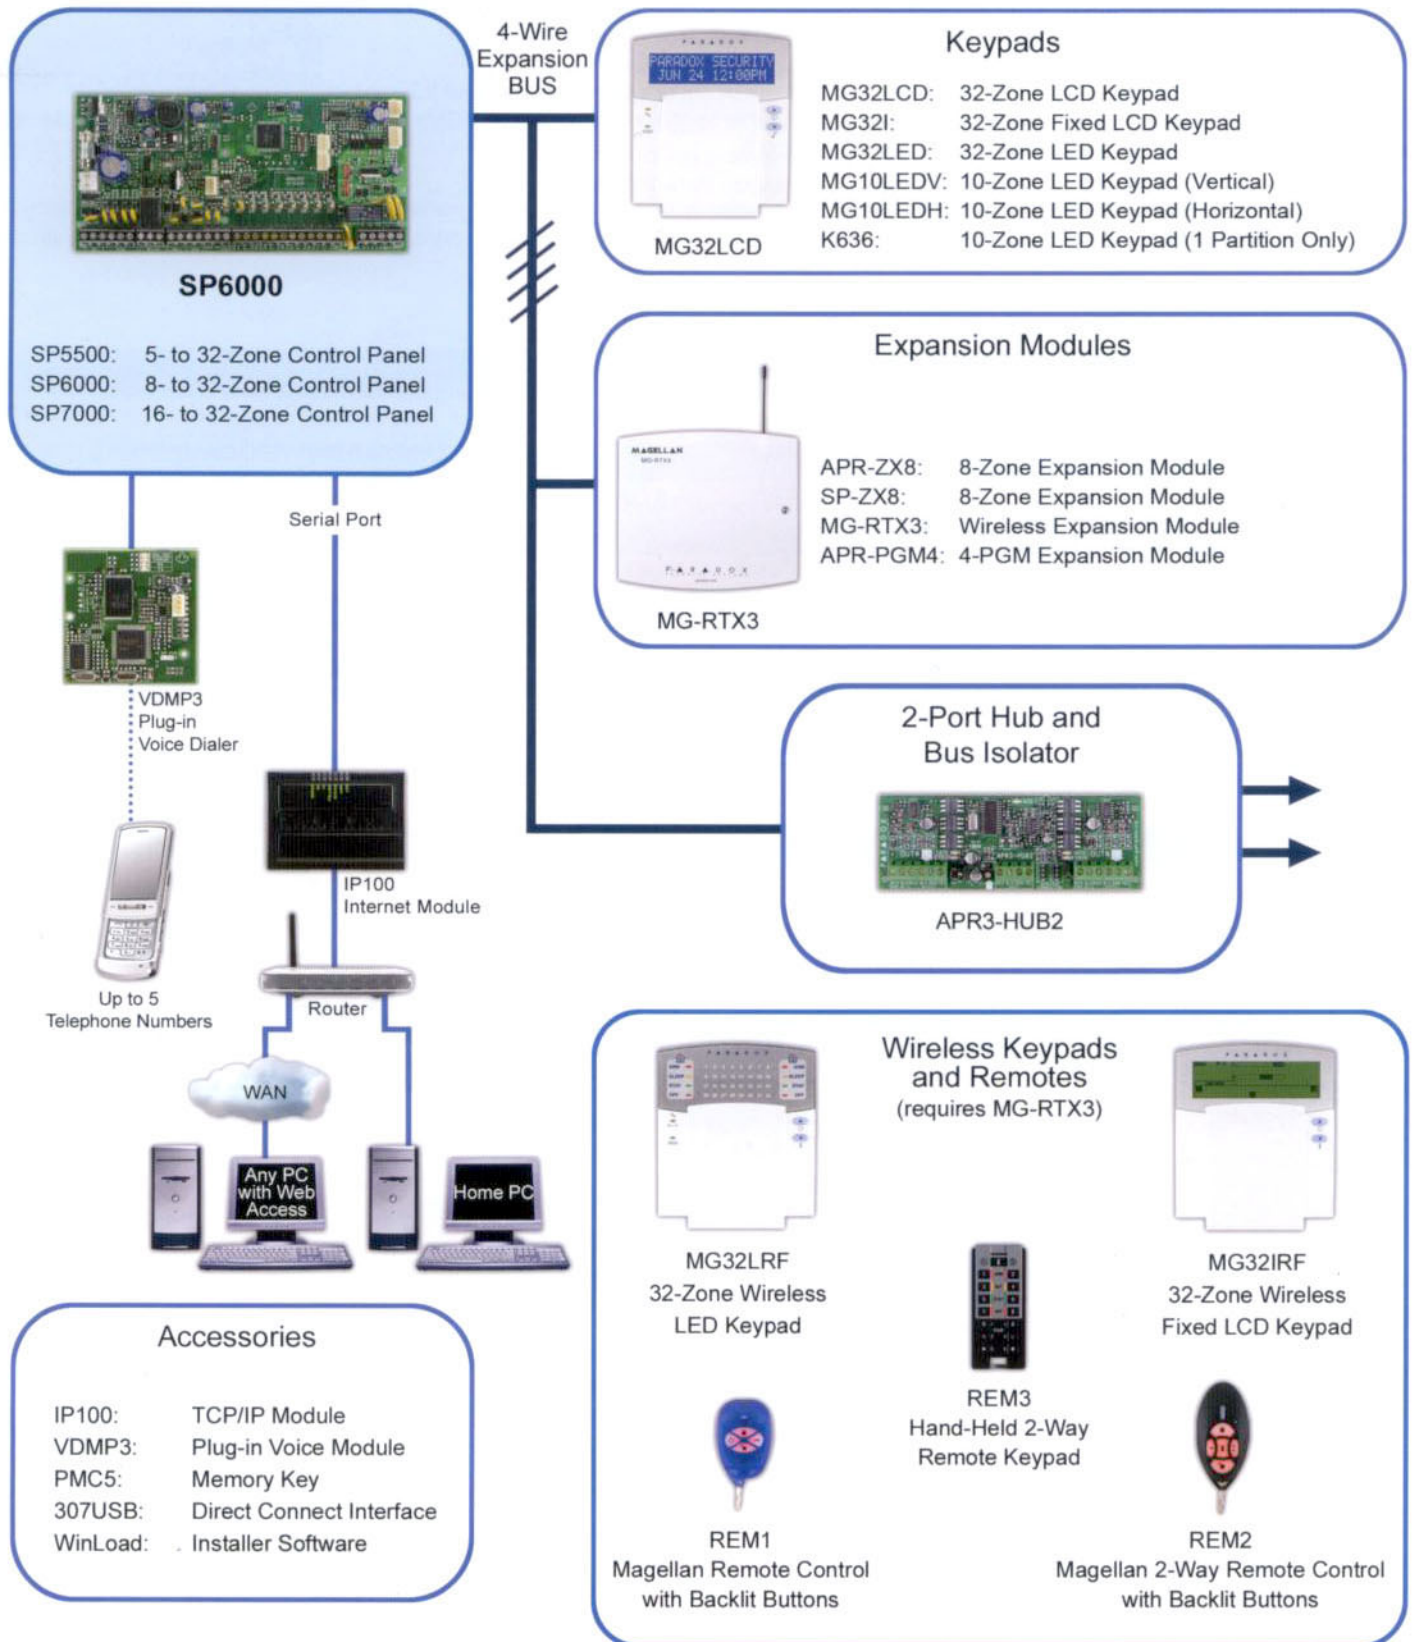 4-Wire
Expansion
BUS
SP6000
SP5500: 5- to 32-Zone Control Panel
SP6000: 8- to 32-Zone Control Panel
SP7000: 16- to 32-Zone Control Panel
PARADOX
PARADOX SECURITY
JUN 24 12:00PM
MG32LCD
Keypads
MG32LCD: 32-Zone LCD Keypad
MG32I: 32-Zone Fixed LCD Keypad
MG32LED: 32-Zone LED Keypad
MG10LEDV: 10-Zone LED Keypad (Vertical)
MG10LEDH: 10-Zone LED Keypad (Horizontal)
K636: 10-Zone LED Keypad (1 Partition Only)
Expansion Modules
MAGELLAN
MG-RTX3
PARADOX
MG-RTX3
APR-ZX8: 8-Zone Expansion Module
SP-ZX8: 8-Zone Expansion Module
MG-RTX3: Wireless Expansion Module
APR-PGM4: 4-PGM Expansion Module
Serial Port
VDMP3
Plug-in
Voice Dialer
Up to 5
Telephone Numbers
IP100
Internet Module
Router
WAN
Any PC
with Web
Access
Home PC
2-Port Hub and
Bus Isolator
APR3-HUB2
APR3-HUB2
Wireless Keypads
and Remotes
(requires MG-RTX3)
PARADOX
PARADOX
MG32LRF
32-Zone Wireless
LED Keypad
MG32IRF
32-Zone Wireless
Fixed LCD Keypad
REM3
Hand-Held 2-Way
Remote Keypad
REM1
Magellan Remote Control
with Backlit Buttons
REM2
Magellan 2-Way Remote Control
with Backlit Buttons
Accessories
IP100: TCP/IP Module
VDMP3: Plug-in Voice Module
PMC5: Memory Key
307USB: Direct Connect Interface
WinLoad: Installer Software